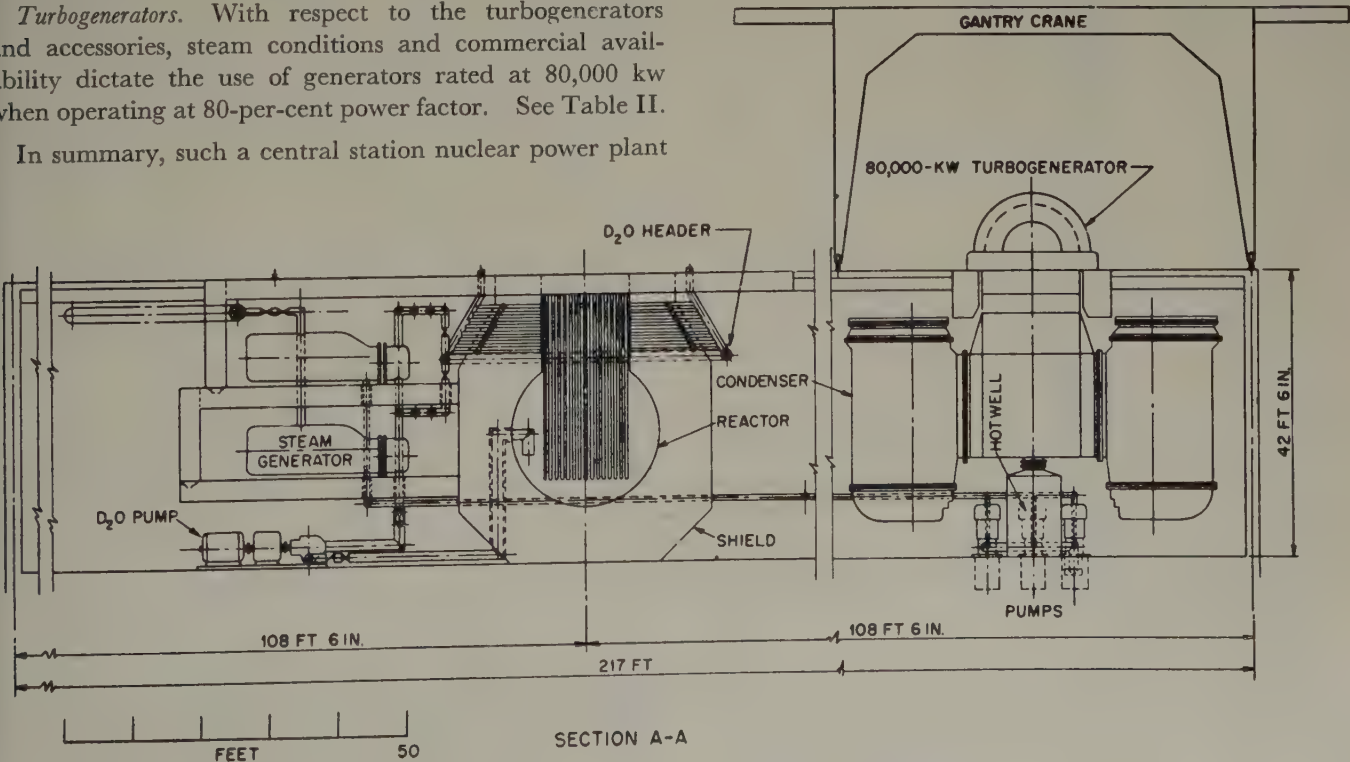 Turbogenerators. With respect to the turbogenerators
nd accessories, steam conditions and commercial avail-
bility dictate the use of generators rated at 80,000 kw
hen operating at 80-per-cent power factor. See Table II.
In summary, such a central station nuclear power plant
GANTRY CRANE
80,000-KW TURBOGENERATOR
D₂O HEADER
CONDENSER
REACTOR
HOTWELL
42 FT 6 IN.
STEAM
GENERATOR
D₂O PUMP
SHIELD
PUMPS
108 FT 6 IN.
108 FT 6 IN.
217 FT
FEET
50
SECTION A-A